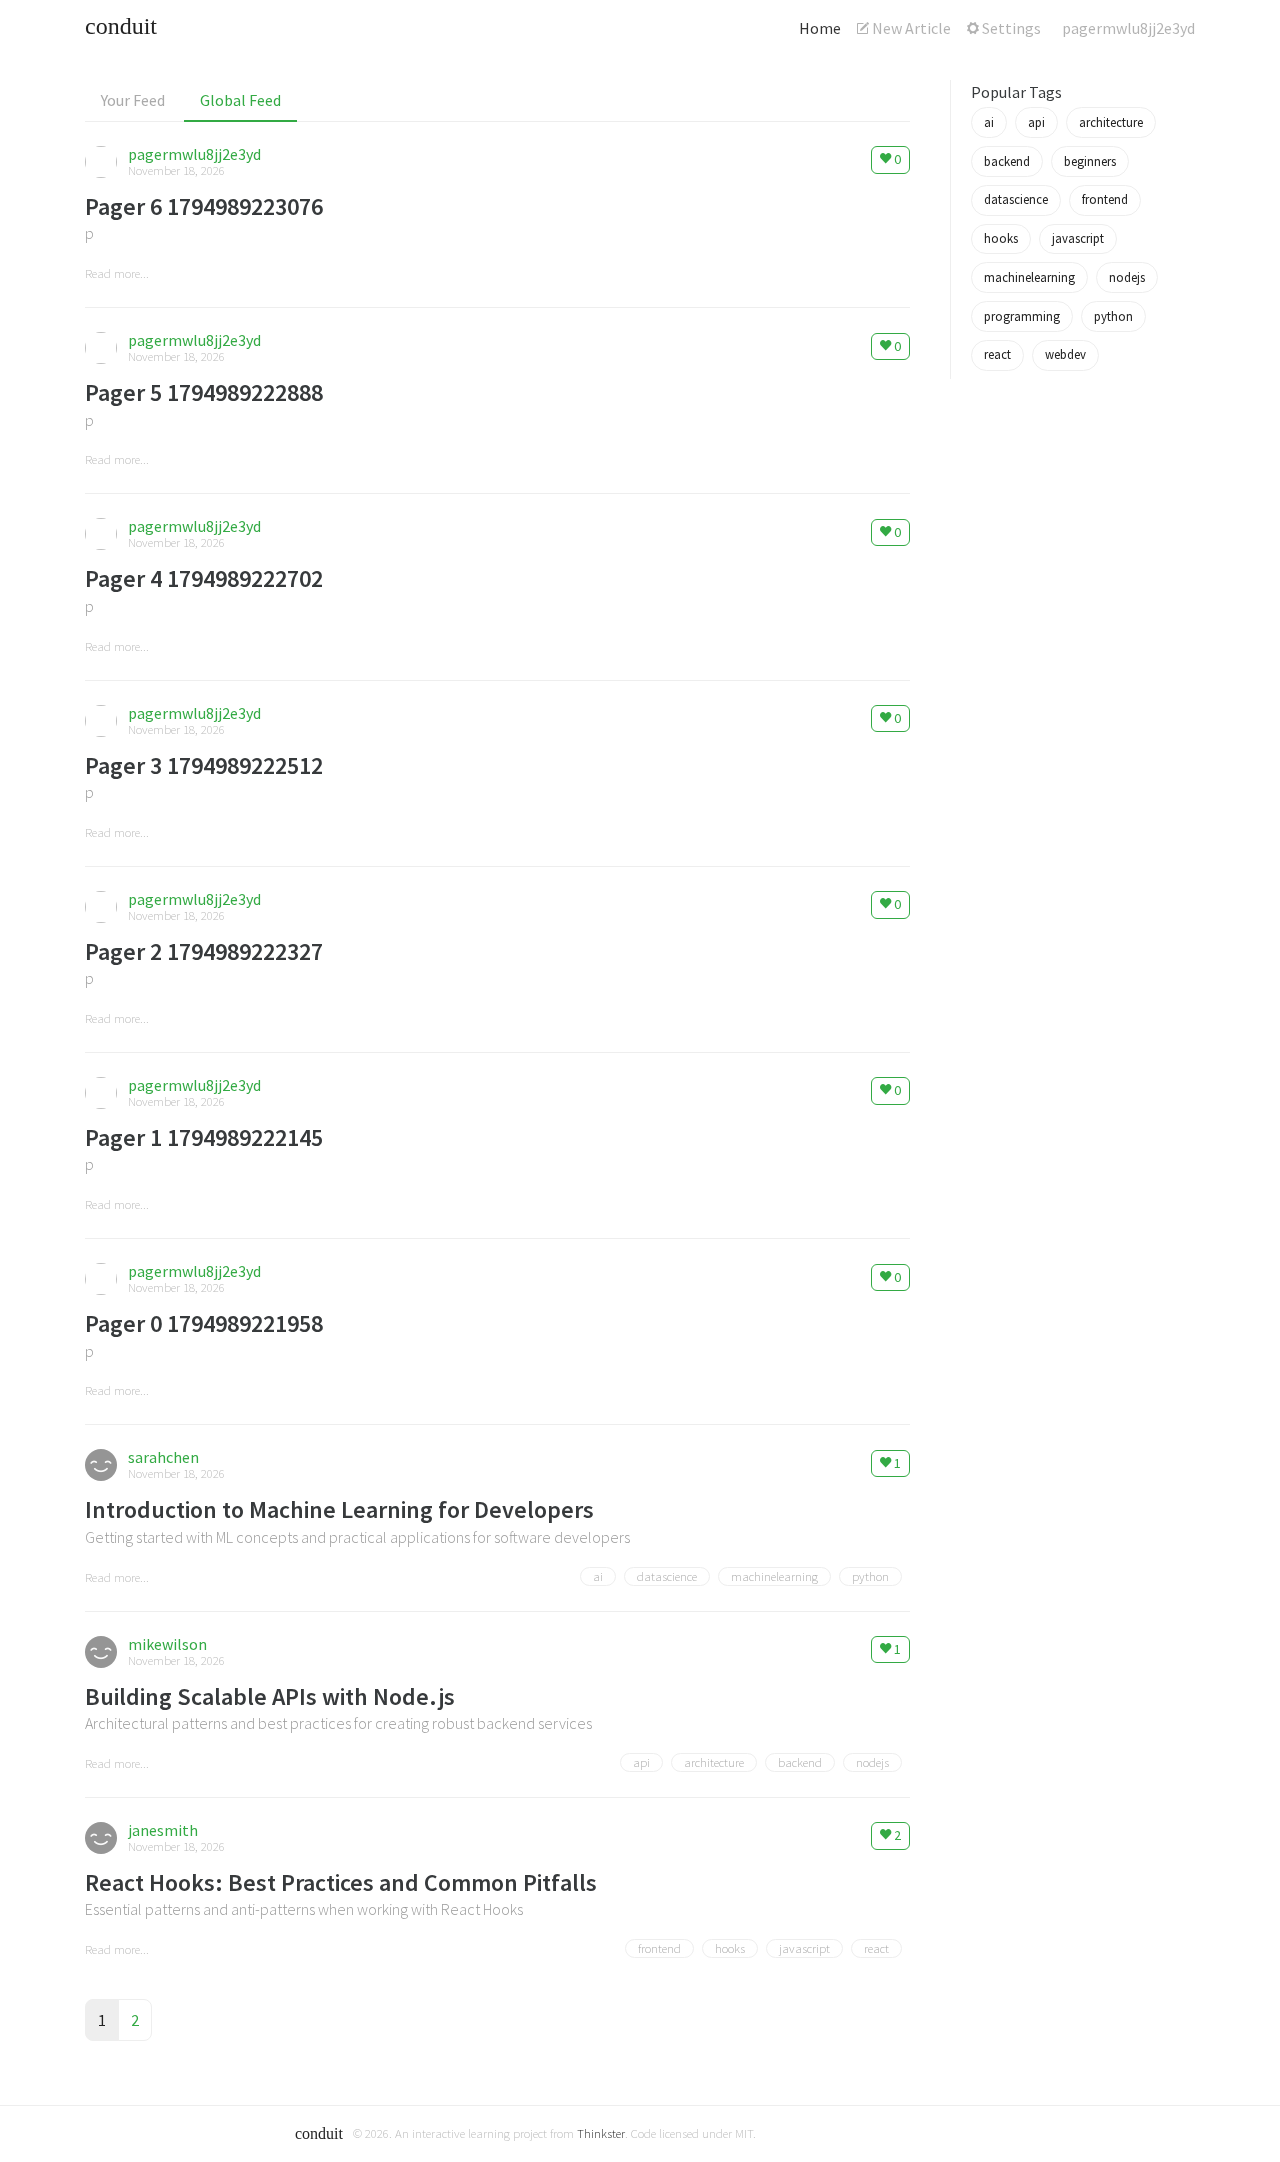 conduit
Home New Article Settings pagermwlu8jj2e3yd
Your Feed Global Feed
pagermwlu8jj2e3yd
November 18, 2026
0
Pager 6 1794989223076
p
Read more...
pagermwlu8jj2e3yd
November 18, 2026
0
Pager 5 1794989222888
p
Read more...
pagermwlu8jj2e3yd
November 18, 2026
0
Pager 4 1794989222702
p
Read more...
pagermwlu8jj2e3yd
November 18, 2026
0
Pager 3 1794989222512
p
Read more...
pagermwlu8jj2e3yd
November 18, 2026
0
Pager 2 1794989222327
p
Read more...
pagermwlu8jj2e3yd
November 18, 2026
0
Pager 1 1794989222145
p
Read more...
pagermwlu8jj2e3yd
November 18, 2026
0
Pager 0 1794989221958
p
Read more...
sarahchen
November 18, 2026
1
Introduction to Machine Learning for Developers
Getting started with ML concepts and practical applications for software developers
Read more... ai datascience machinelearning python
mikewilson
November 18, 2026
1
Building Scalable APIs with Node.js
Architectural patterns and best practices for creating robust backend services
Read more... api architecture backend nodejs
janesmith
November 18, 2026
2
React Hooks: Best Practices and Common Pitfalls
Essential patterns and anti-patterns when working with React Hooks
Read more... frontend hooks javascript react
1 2
Popular Tags
ai api architecture
backend beginners
datascience frontend
hooks javascript
machinelearning nodejs
programming python
react webdev
conduit © 2026. An interactive learning project from Thinkster. Code licensed under MIT.